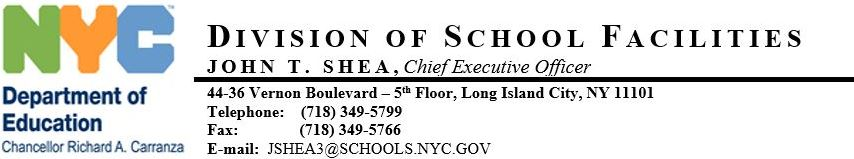 NYC
Department of
Education
Chancellor Richard A. Carranza
DIVISION OF SCHOOL FACILITIES
JOHN T. SHEA, Chief Executive Officer
44-36 Vernon Boulevard – 5th Floor, Long Island City, NY 11101
Telephone: (718) 349-5799
Fax: (718) 349-5766
E-mail: JSHEA3@SCHOOLS.NYC.GOV